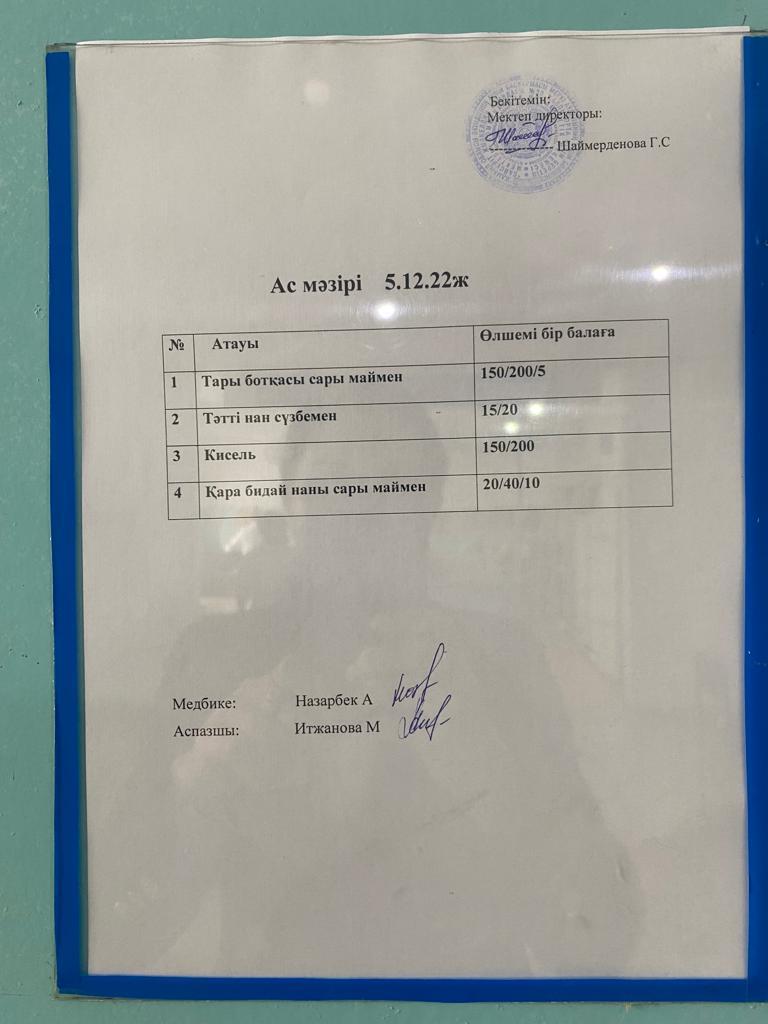 Бекітемін:
Мектеп директоры:
Шаймерденова Г.С
Ас мәзірі 5.12.22ж
№ Атауы Өлшемі бір балаға
1 Тары ботқасы сары маймен 150/200/5
2 Тәтті нан сүзбемен 15/20
3 Кисель 150/200
4 Қара бидай наны сары маймен 20/40/10
Медбике: Назарбек А
Аспазшы: Итжанова М